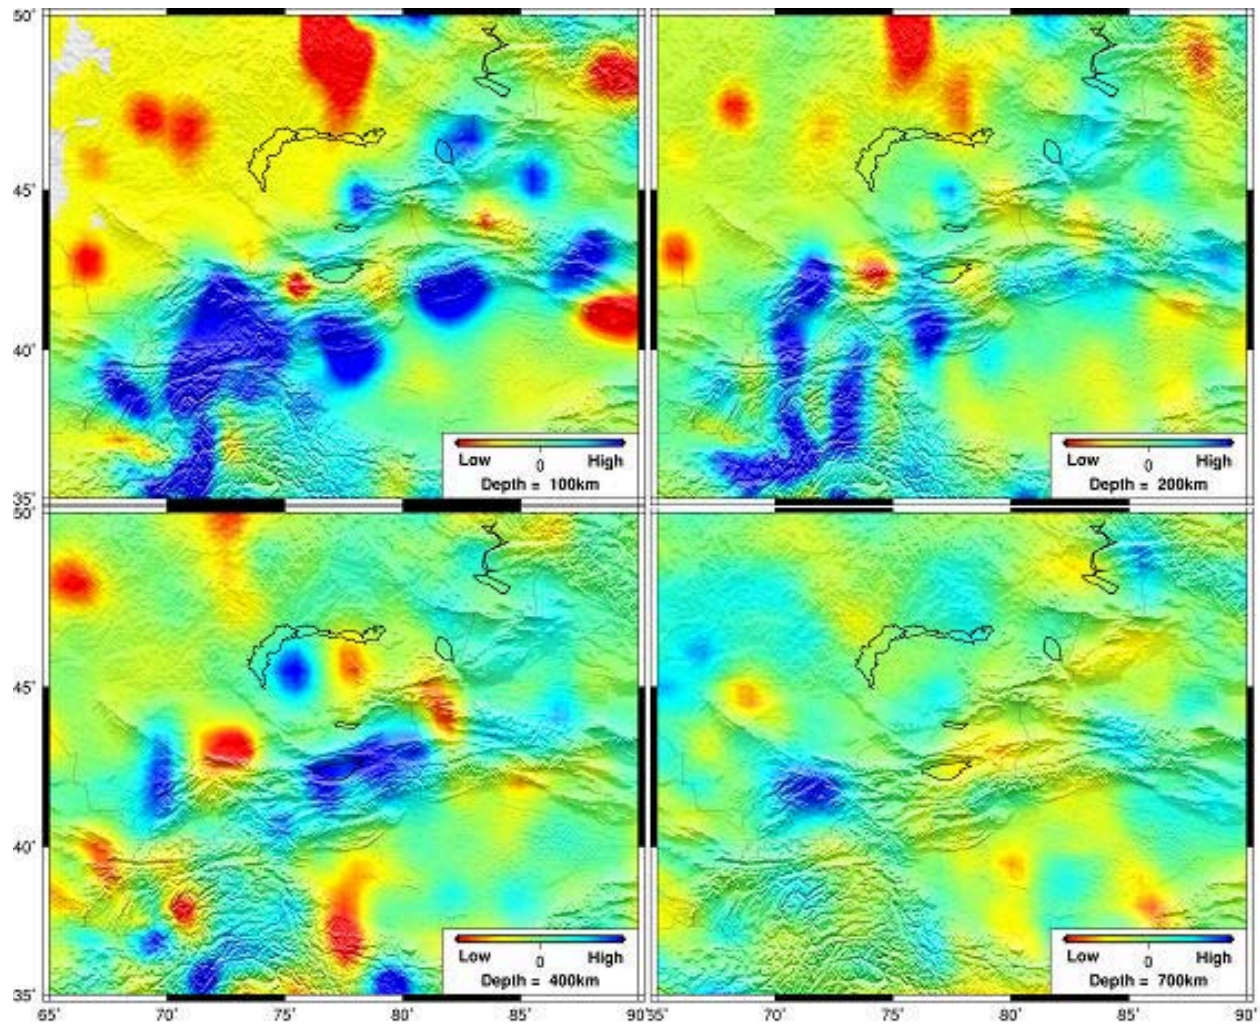 50°
45°
40°
Low 0 High
Depth = 100km
Low 0 High
Depth = 200km
35°
50°
45°
40°
Low 0 High
Depth = 400km
Low 0 High
Depth = 700km
35°
65° 70° 75° 80° 85° 70° 75° 80° 85° 90